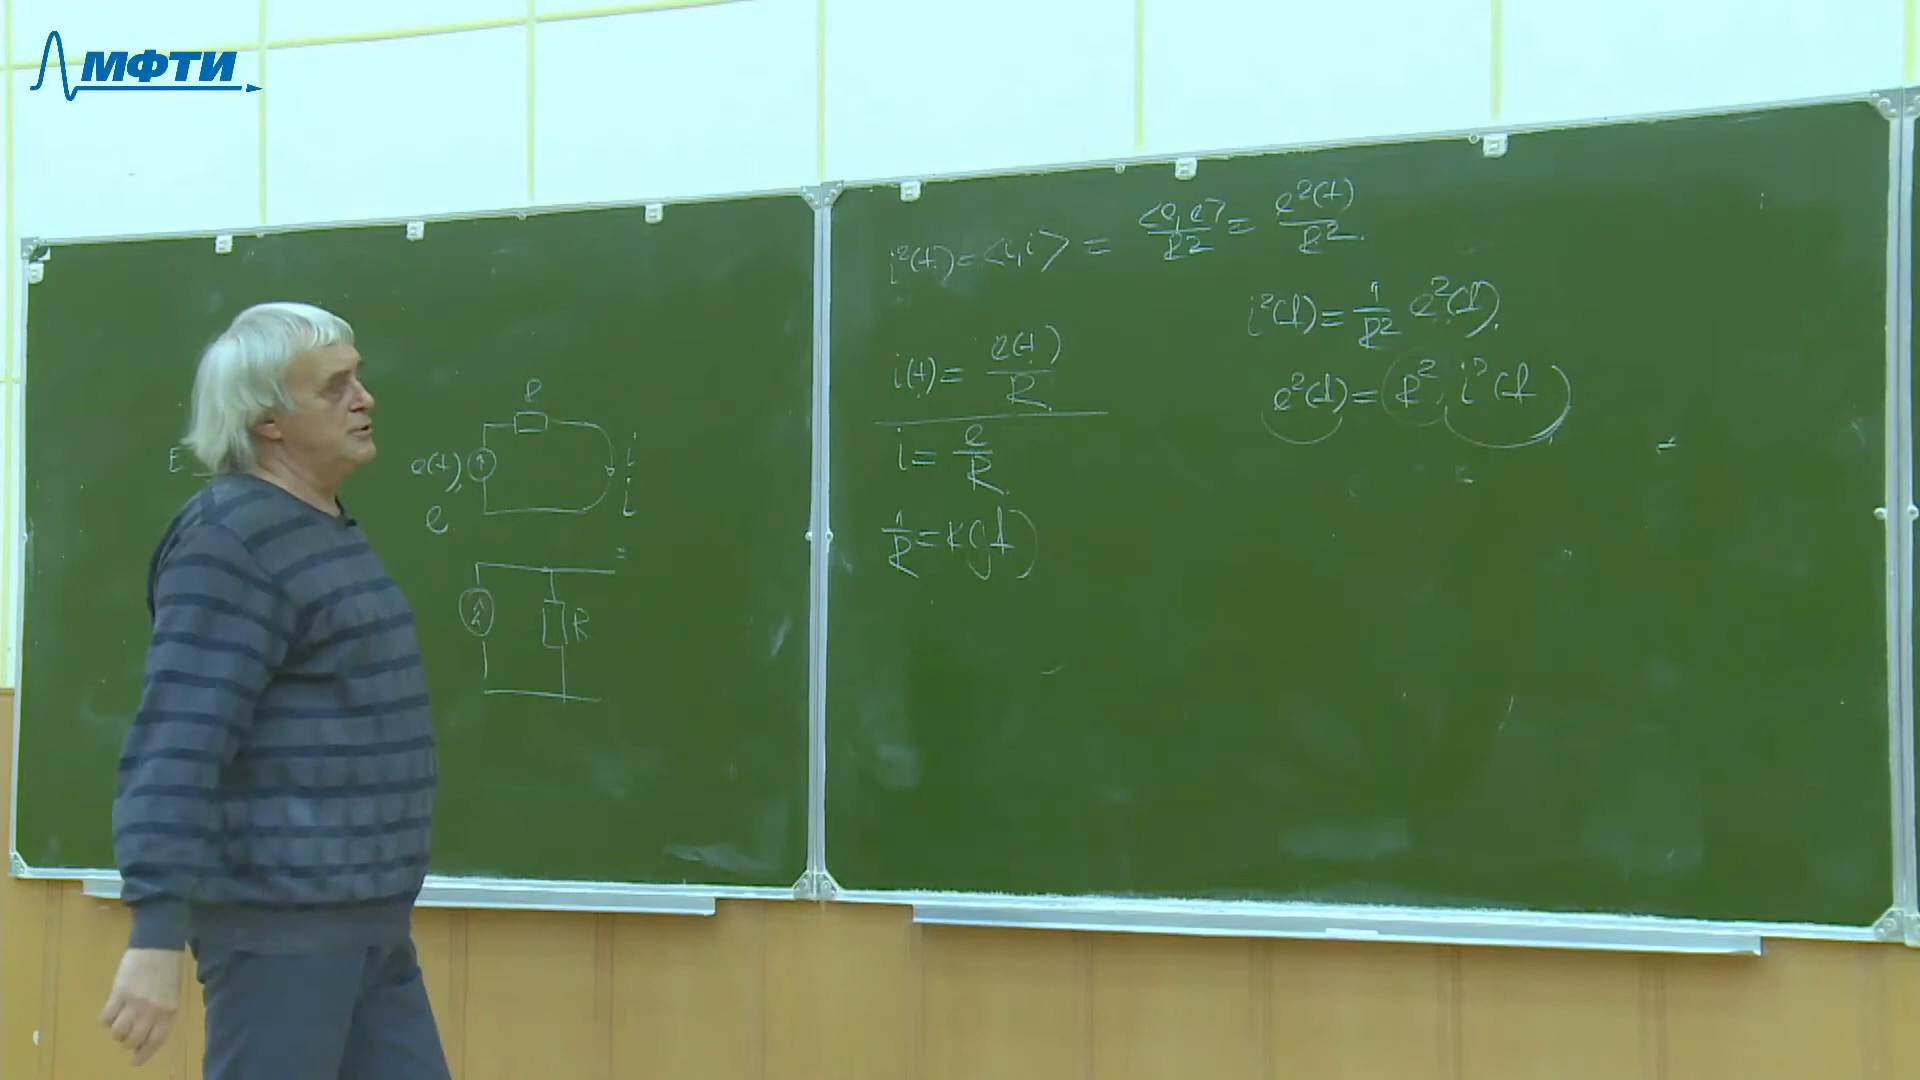 МФТИ
E
R
e(t)
i
e
i
R
i²(t) = <i, i> = <e, e>/R² = e²(t)/R².
i²(f) = 1/R² e²(f).
e²(f) = R² i²(f)
i(t) = e(t)/R
i = e/R
1/R = K(jf)